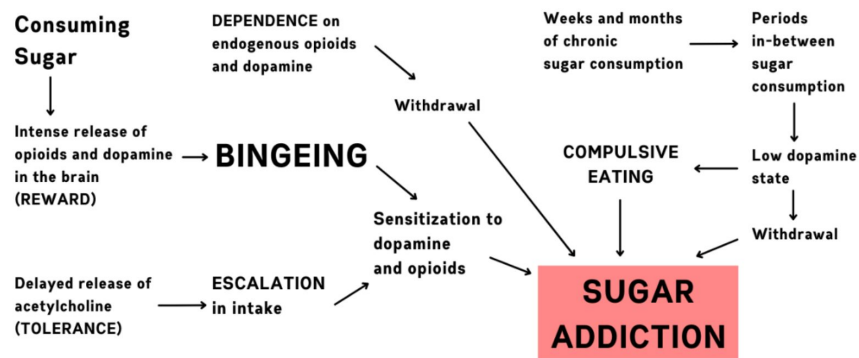 Consuming
Sugar
Intense release of
opioids and dopamine
in the brain
(REWARD)
BINGEING
DEPENDENCE on
endogenous opioids
and dopamine
Withdrawal
Delayed release of
acetylcholine
(TOLERANCE)
ESCALATION
in intake
Sensitization to
dopamine
and opioids
Weeks and months
of chronic
sugar consumption
Periods
in-between
sugar
consumption
Low dopamine
state
COMPULSIVE
EATING
Withdrawal
SUGAR
ADDICTION